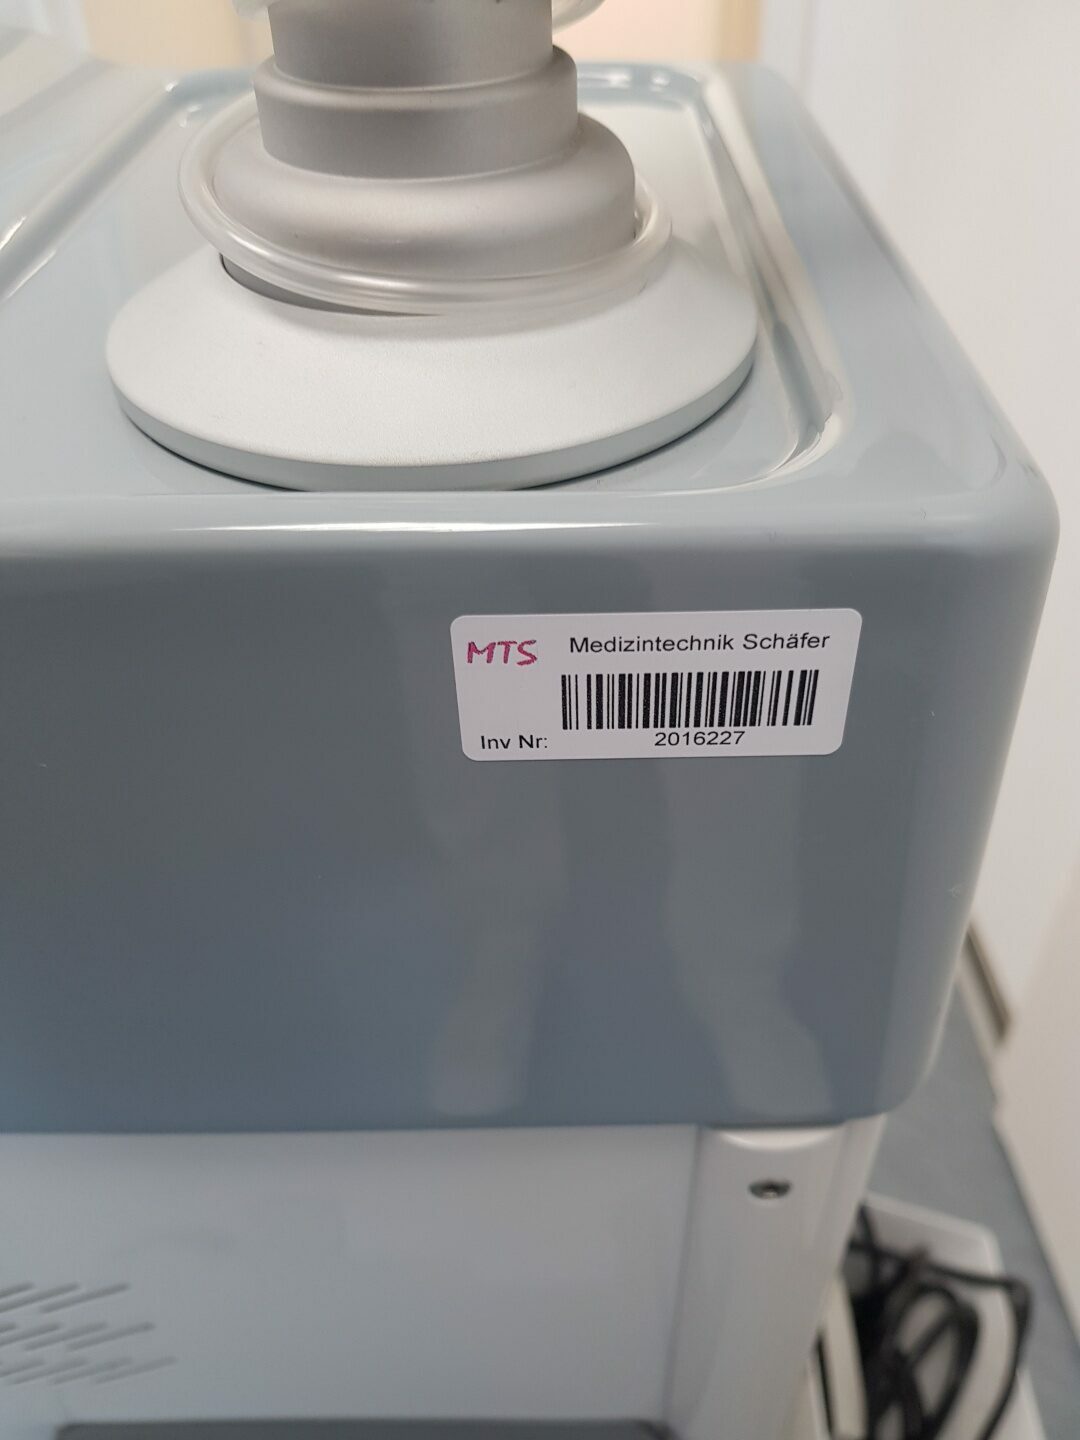 MTS Medizintechnik Schäfer
Inv Nr: 2016227